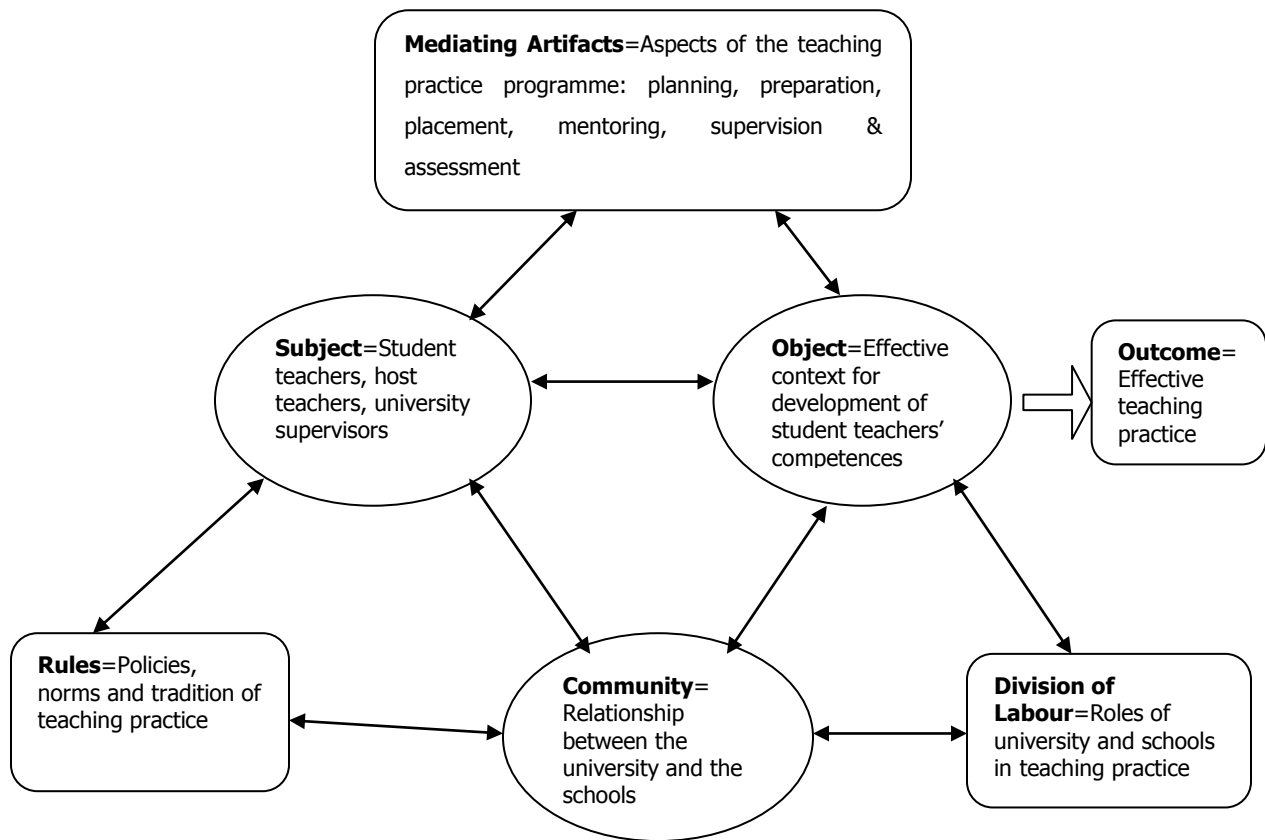 Mediating Artifacts=Aspects of the teaching
practice programme: planning, preparation,
placement, mentoring, supervision &
assessment
Subject=Student
teachers, host
teachers, university
supervisors
Object=Effective
context for
development of
student teachers’
competences
Outcome=
Effective
teaching
practice
Rules=Policies,
norms and tradition of
teaching practice
Community=
Relationship
between the
university and the
schools
Division of
Labour=Roles of
university and schools
in teaching practice